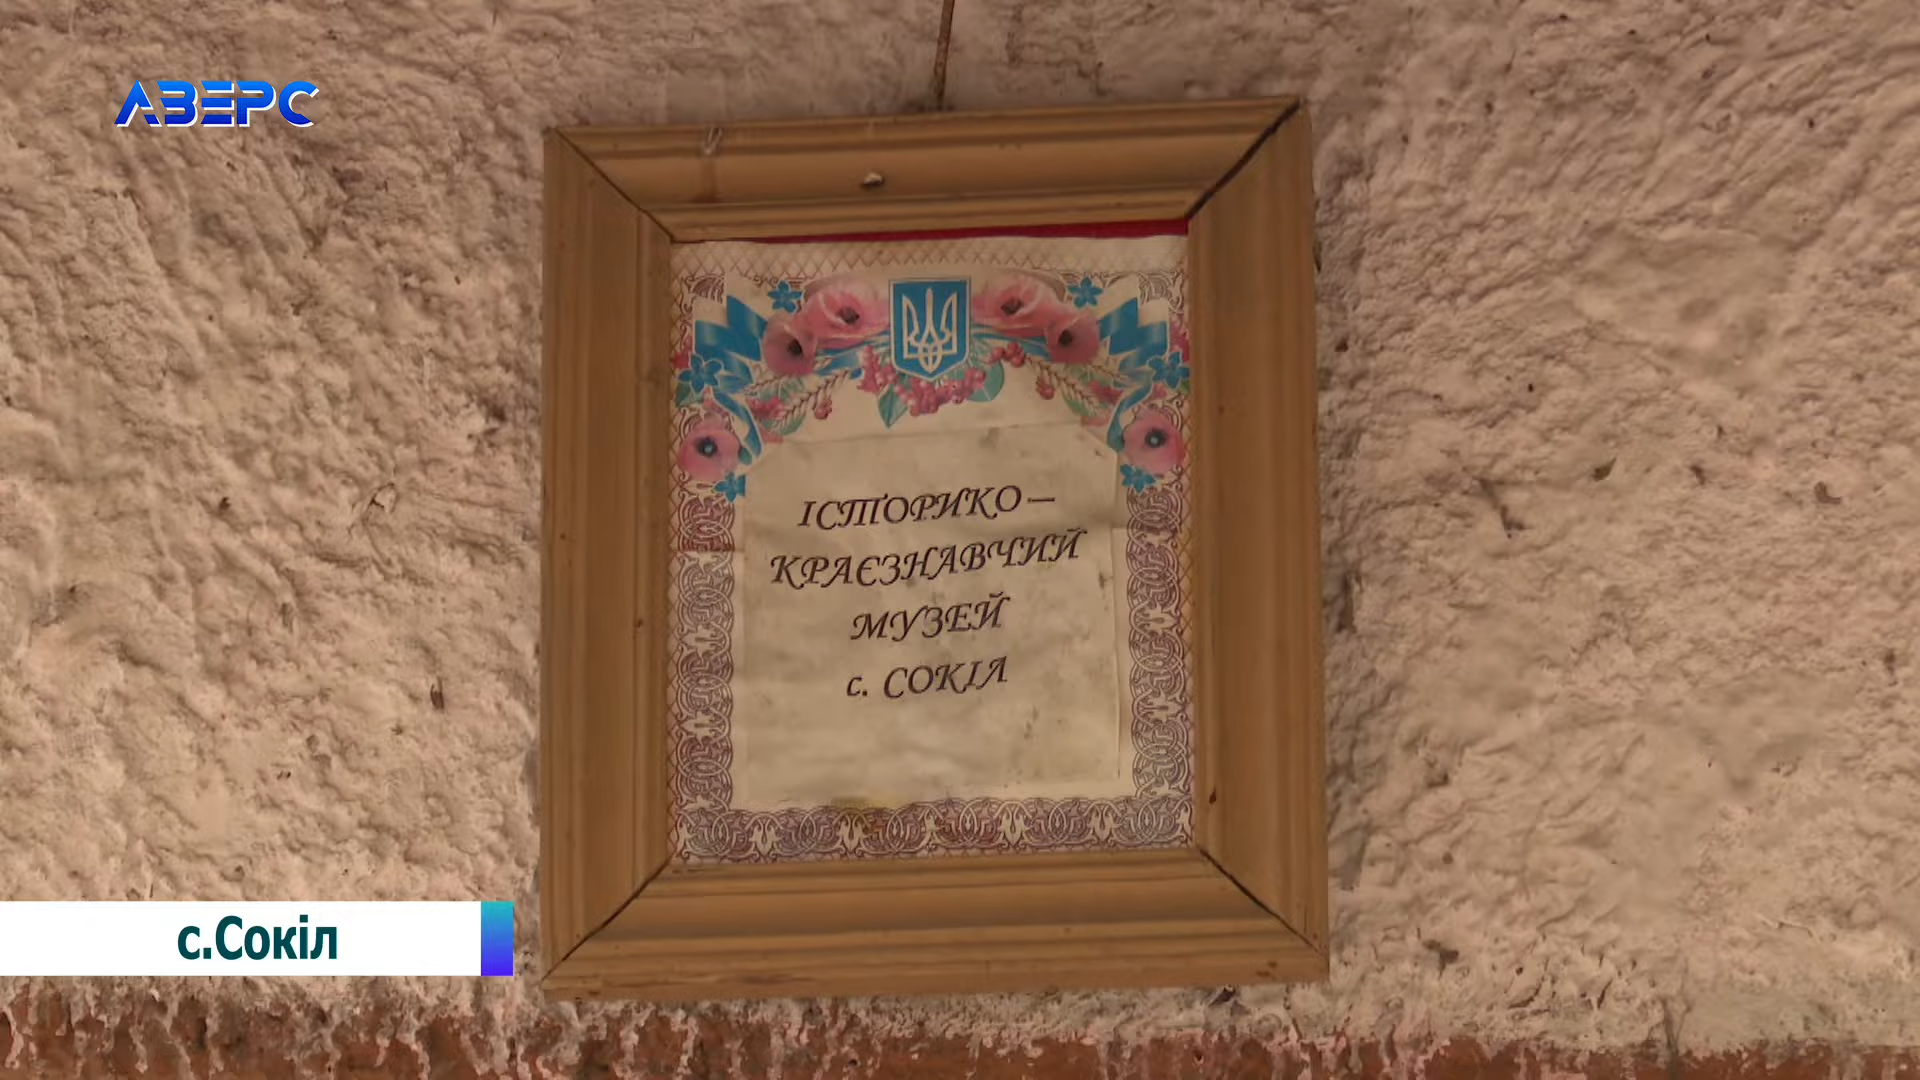 АВЕРС
ІСТОРИКО–
КРАЄЗНАВЧИЙ
МУЗЕЙ
с. СОКІЛ
с.Сокіл